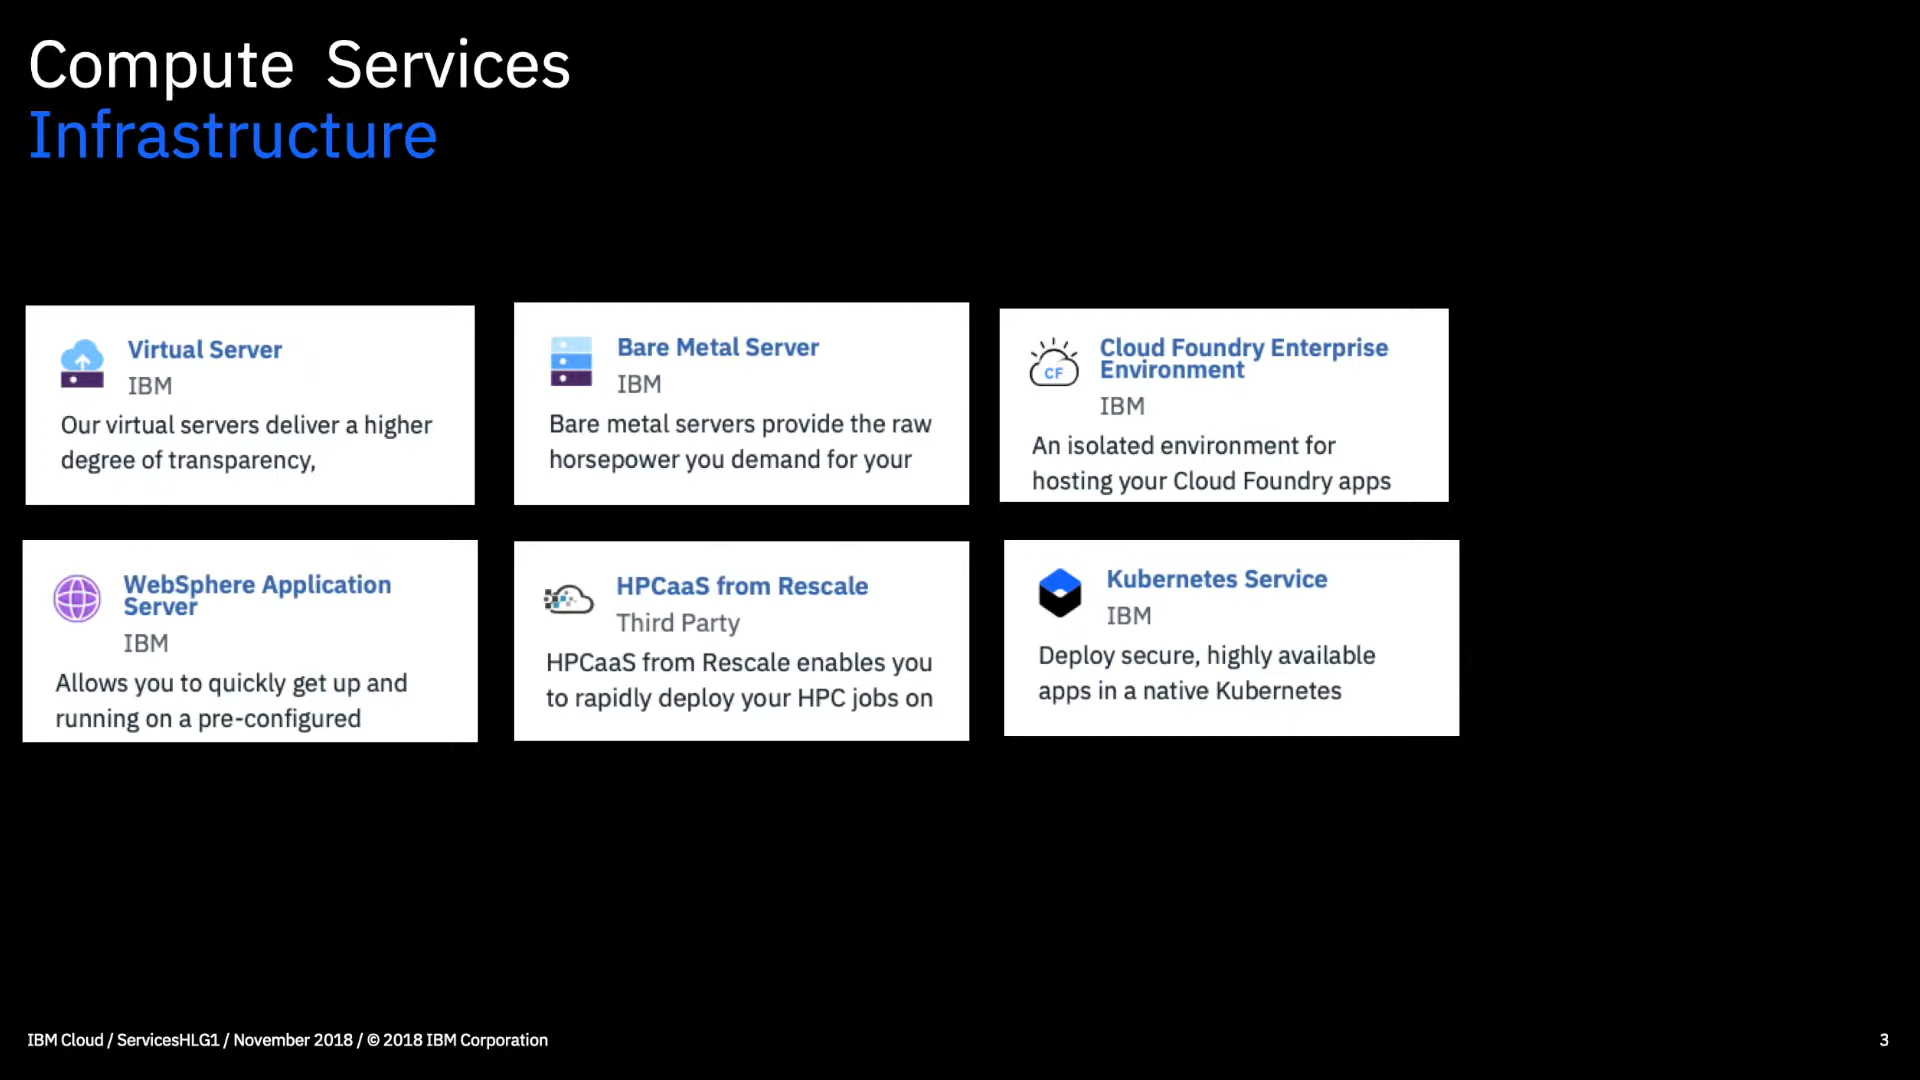 Compute Services
Infrastructure
Virtual Server
IBM
Our virtual servers deliver a higher
degree of transparency,
Bare Metal Server
IBM
Bare metal servers provide the raw
horsepower you demand for your
CF
Cloud Foundry Enterprise
Environment
IBM
An isolated environment for
hosting your Cloud Foundry apps
WebSphere Application
Server
IBM
Allows you to quickly get up and
running on a pre-configured
HPCaaS from Rescale
Third Party
HPCaaS from Rescale enables you
to rapidly deploy your HPC jobs on
Kubernetes Service
IBM
Deploy secure, highly available
apps in a native Kubernetes
IBM Cloud / ServicesHLG1 / November 2018 / © 2018 IBM Corporation
3